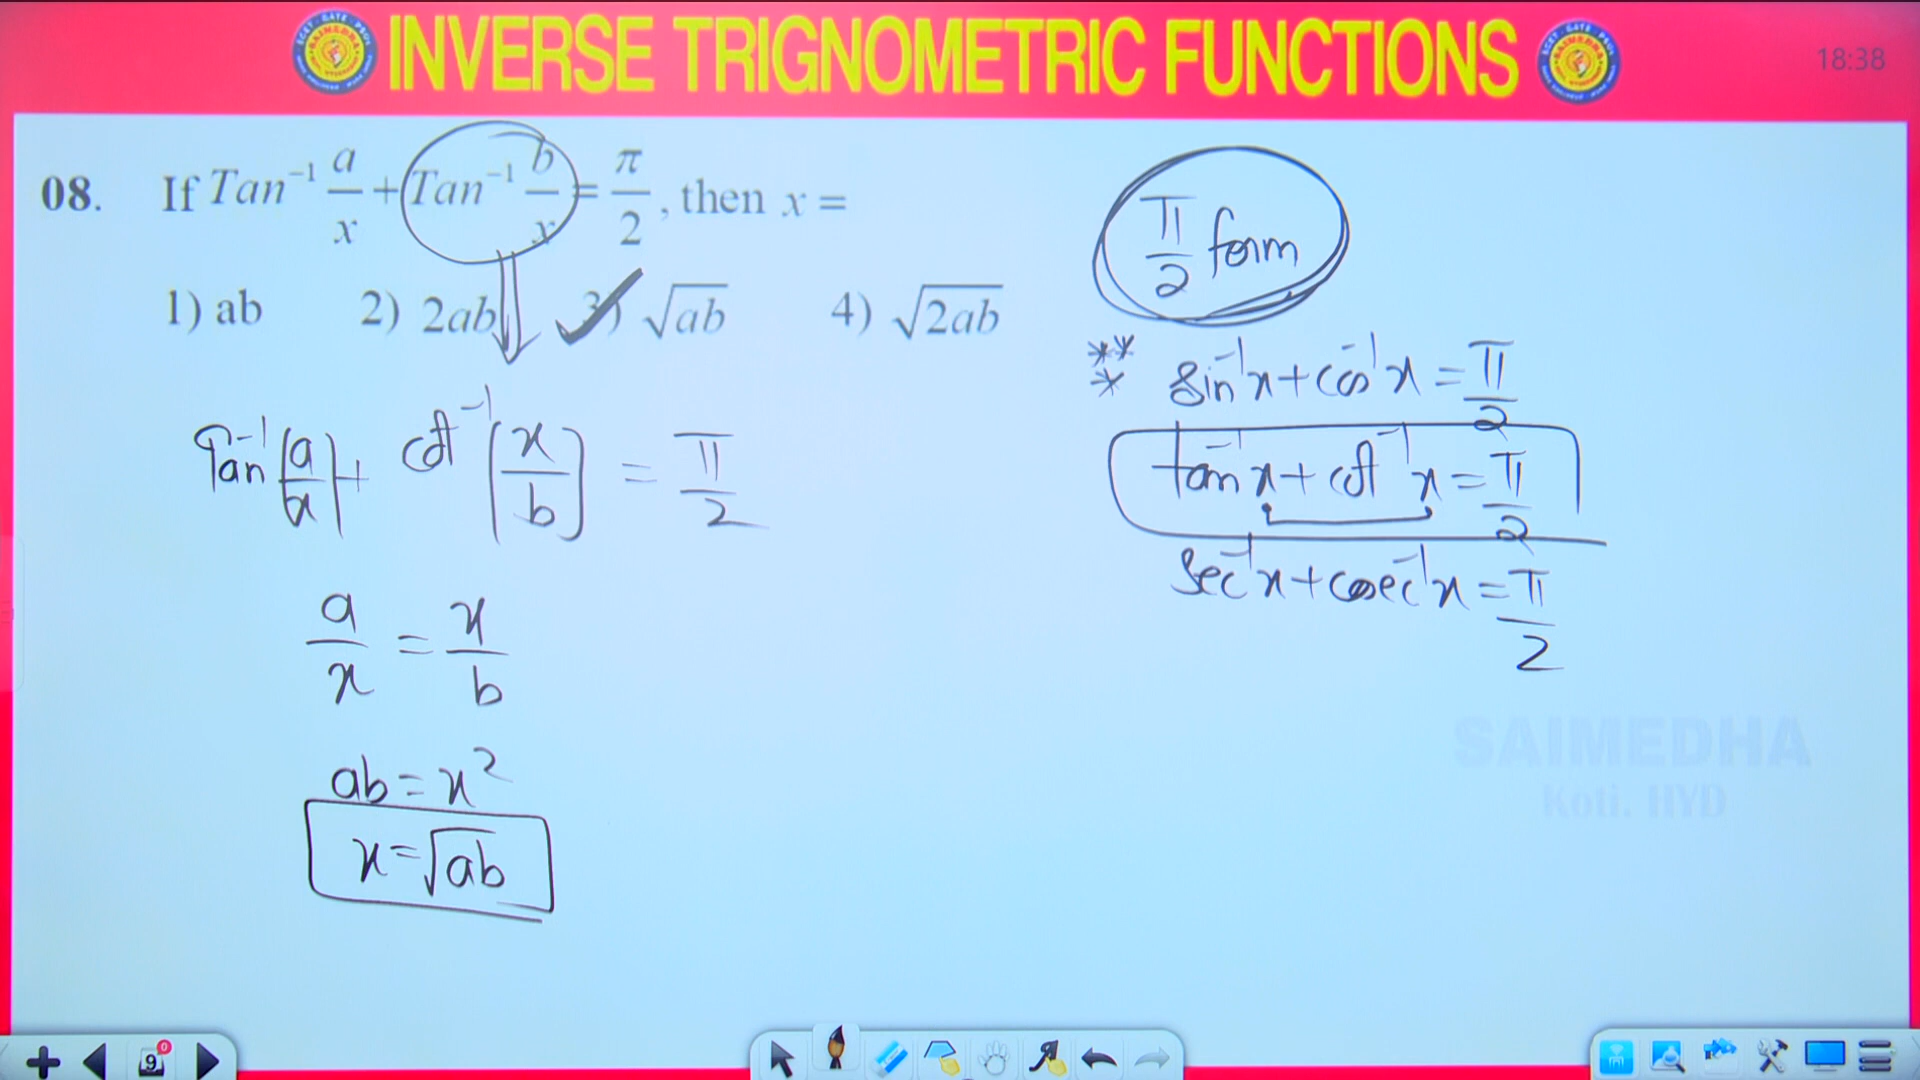 INVERSE TRIGNOMETRIC FUNCTIONS
18:38
08. If Tan⁻¹ a/x + Tan⁻¹ b/x = π/2, then x =
1) ab 2) 2ab 3) √ab 4) √2ab
Tan⁻¹(a/x) + cot⁻¹(x/b) = π/2
a/x = x/b
ab = x²
x = √ab
π/2 form
** * sin⁻¹x + cos⁻¹x = π/2
tan⁻¹x + cot⁻¹x = π/2
sec⁻¹x + cosec⁻¹x = π/2
SAIMEDHA
Koti. HYD
9
0